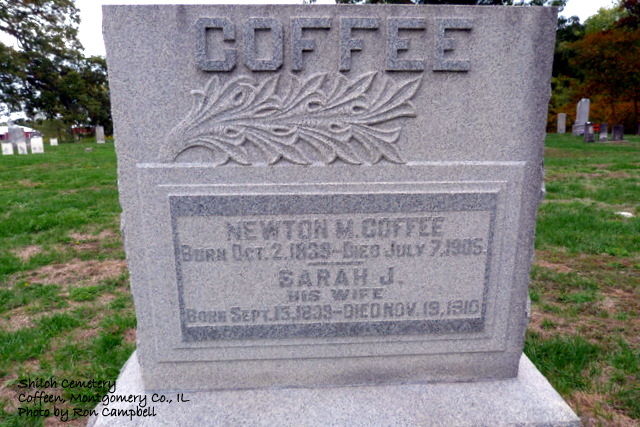 COFFEE
NEWTON M. COFFEE
BORN OCT. 2, 1839–DIED JULY 7, 1905.
SARAH J.
HIS WIFE
BORN SEPT. 13, 1839–DIED NOV. 19, 1910
Shiloh Cemetery
Coffeen, Montgomery Co., IL
Photo by Ron Campbell